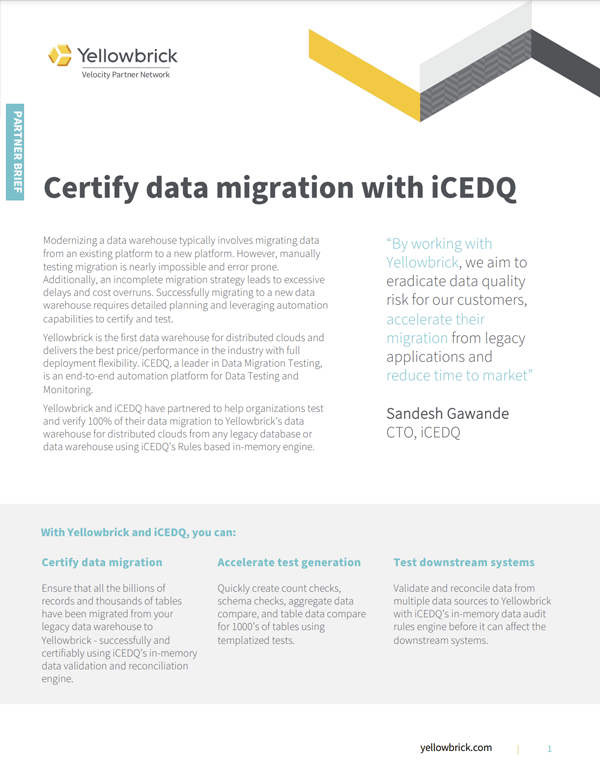 Yellowbrick
Velocity Partner Network
PARTNER BRIEF
Certify data migration with iCEDQ
Modernizing a data warehouse typically involves migrating data
from an existing platform to a new platform. However, manually
testing migration is nearly impossible and error prone.
Additionally, an incomplete migration strategy leads to excessive
delays and cost overruns. Successfully migrating to a new data
warehouse requires detailed planning and leveraging automation
capabilities to certify and test.
Yellowbrick is the first data warehouse for distributed clouds and
delivers the best price/performance in the industry with full
deployment flexibility. iCEDQ, a leader in Data Migration Testing,
is an end-to-end automation platform for Data Testing and
Monitoring.
Yellowbrick and iCEDQ have partnered to help organizations test
and verify 100% of their data migration to Yellowbrick's data
warehouse for distributed clouds from any legacy database or
data warehouse using iCEDQ's Rules based in-memory engine.
“By working with
Yellowbrick, we aim to
eradicate data quality
risk for our customers,
accelerate their
migration from legacy
applications and
reduce time to market”
Sandesh Gawande
CTO, iCEDQ
With Yellowbrick and iCEDQ, you can:
Certify data migration
Ensure that all the billions of
records and thousands of tables
have been migrated from your
legacy data warehouse to
Yellowbrick - successfully and
certifiably using iCEDQ's in-memory
data validation and reconciliation
engine.
Accelerate test generation
Quickly create count checks,
schema checks, aggregate data
compare, and table data compare
for 1000's of tables using
templatized tests.
Test downstream systems
Validate and reconcile data from
multiple data sources to Yellowbrick
with iCEDQ's in-memory data audit
rules engine before it can affect the
downstream systems.
yellowbrick.com | 1